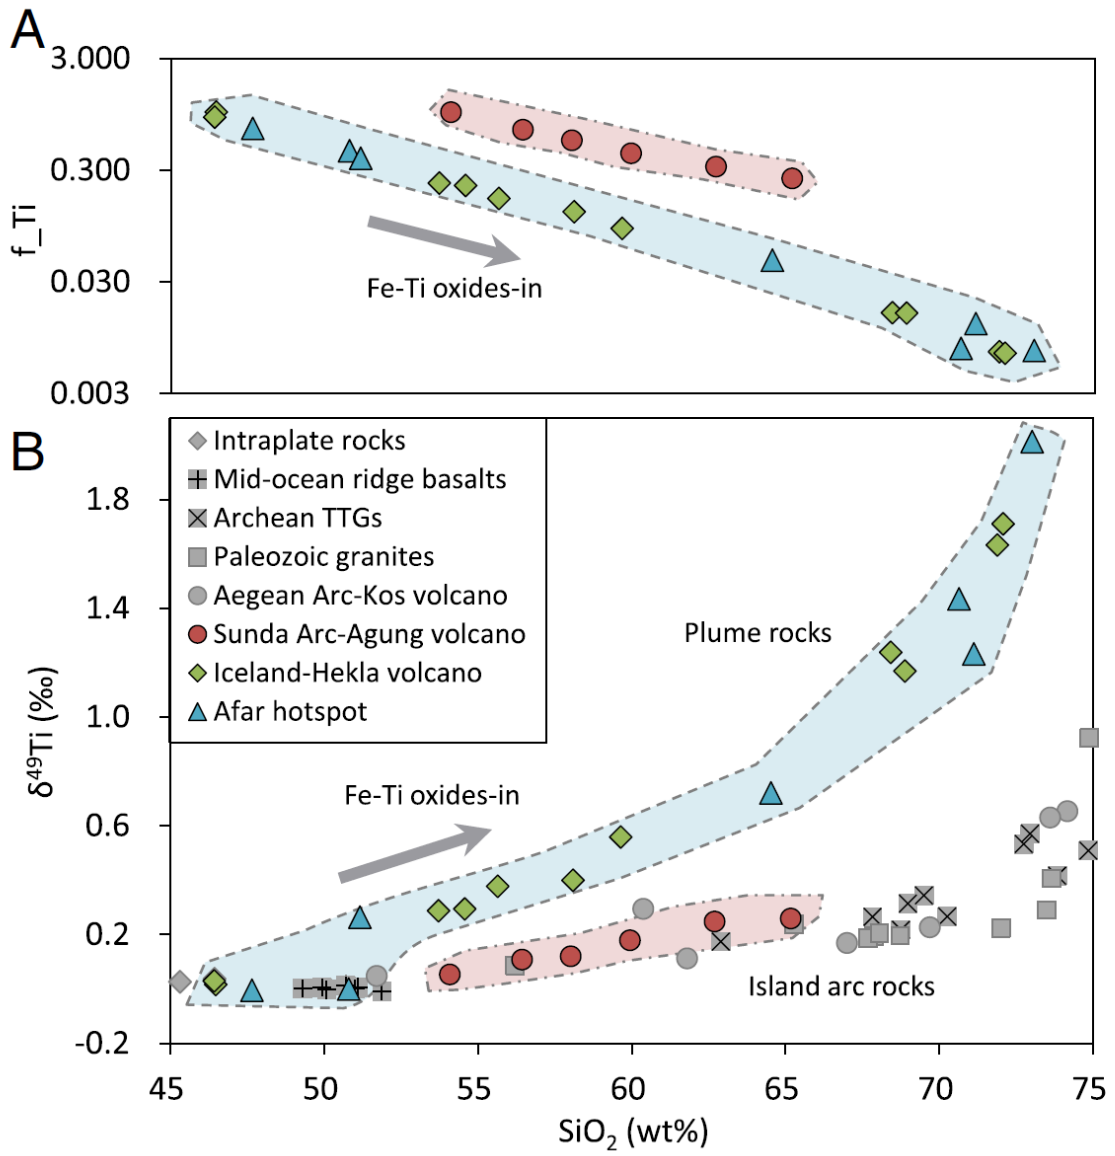 A
3.000
0.300
0.030
0.003
f_Ti
Fe-Ti oxides-in
B
Intraplate rocks
Mid-ocean ridge basalts
Archean TTGs
Paleozoic granites
Aegean Arc-Kos volcano
Sunda Arc-Agung volcano
Iceland-Hekla volcano
Afar hotspot
1.8
1.4
1.0
0.6
0.2
-0.2
δ⁴⁹Ti (‰)
Plume rocks
Fe-Ti oxides-in
Island arc rocks
45 50 55 60 65 70 75
SiO₂ (wt%)